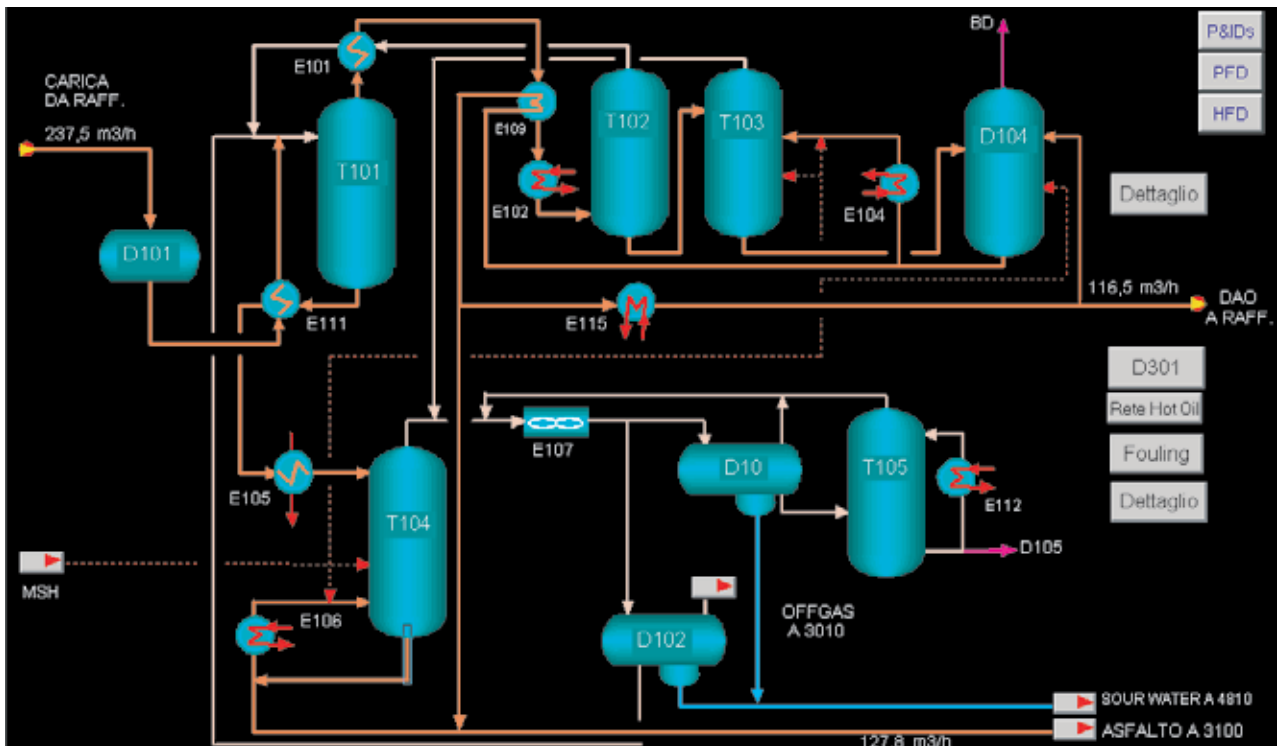 BD
P&IDs
PFD
HFD
E101
CARICA
DA RAFF.
237,5 m3/h
E109
T102
T103
D104
T101
E102
E104
Dettaglio
D101
E111
E115
116,5 m3/h
DAO
A RAFF.
D301
Rete Hot Oil
Fouling
Dettaglio
E107
D10
T105
E112
E105
T104
D105
MSH
E106
OFFGAS
A 3010
D102
SOUR WATER A 4810
ASFALTO A 3100
127,8 m3/h